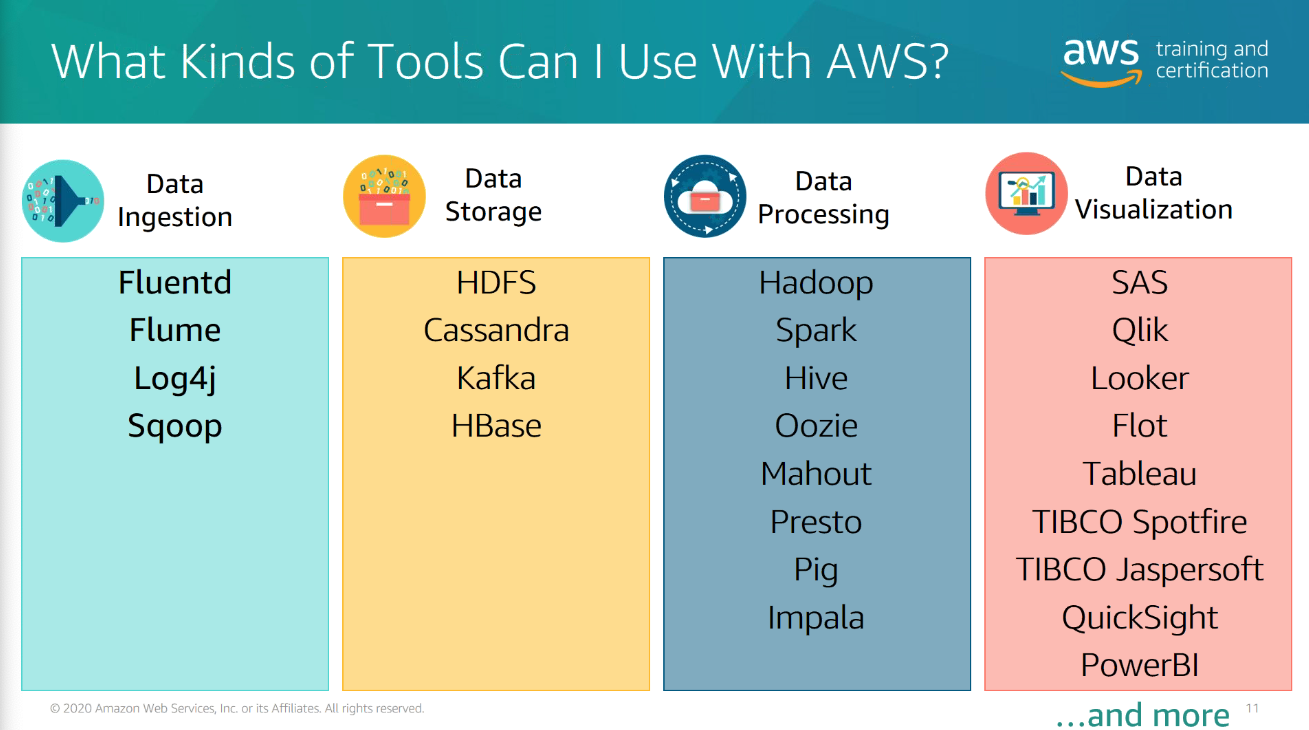 What Kinds of Tools Can I Use With AWS?
aws training and
certification
Data
Ingestion
Fluentd
Flume
Log4j
Sqoop
Data
Storage
HDFS
Cassandra
Kafka
HBase
Data
Processing
Hadoop
Spark
Hive
Oozie
Mahout
Presto
Pig
Impala
Data
Visualization
SAS
Qlik
Looker
Flot
Tableau
TIBCO Spotfire
TIBCO Jaspersoft
QuickSight
PowerBI
© 2020 Amazon Web Services, Inc. or its Affiliates. All rights reserved.
...and more
11